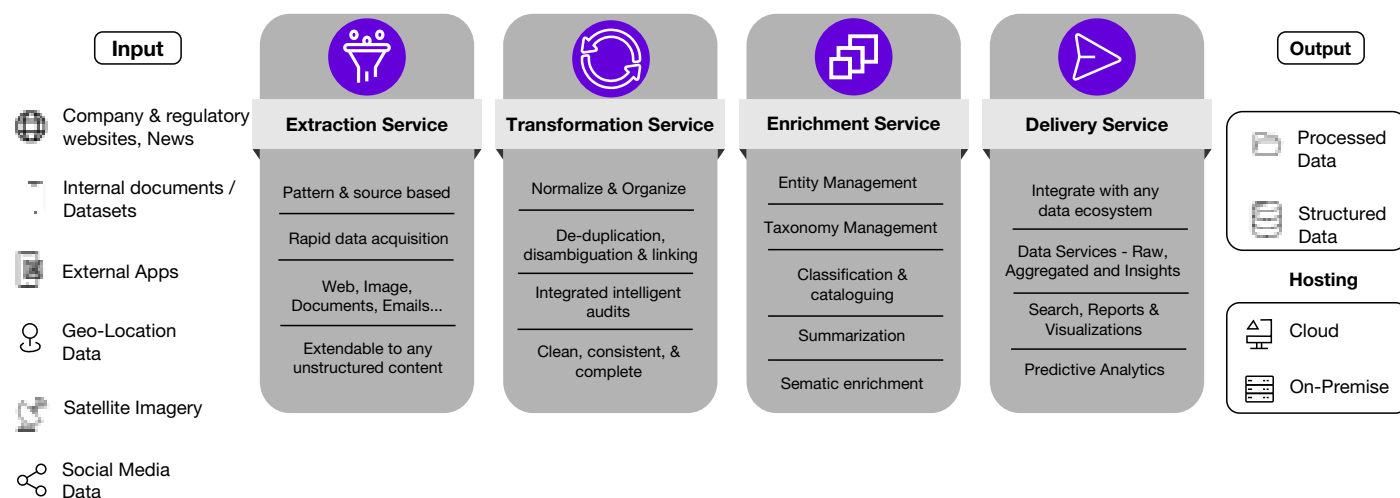 Input
Company & regulatory
websites, News
Internal documents /
Datasets
External Apps
Geo-Location
Data
Satellite Imagery
Social Media
Data
Extraction Service
Pattern & source based
Rapid data acquisition
Web, Image,
Documents, Emails...
Extendable to any
unstructured content
Transformation Service
Normalize & Organize
De-duplication,
disambiguation & linking
Integrated intelligent
audits
Clean, consistent, &
complete
Enrichment Service
Entity Management
Taxonomy Management
Classification &
cataloguing
Summarization
Sematic enrichment
Delivery Service
Integrate with any
data ecosystem
Data Services - Raw,
Aggregated and Insights
Search, Reports &
Visualizations
Predictive Analytics
Output
Processed
Data
Structured
Data
Hosting
Cloud
On-Premise